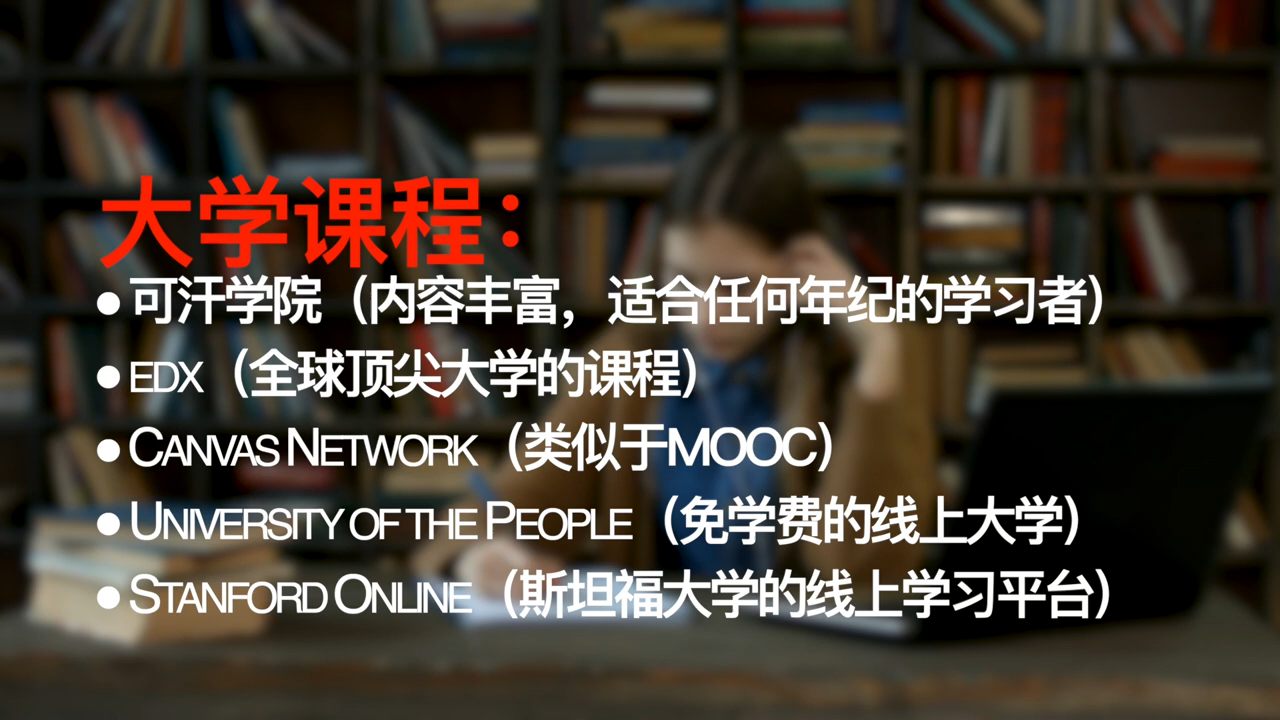 大学课程：
●可汗学院（内容丰富，适合任何年纪的学习者）
●EDX（全球顶尖大学的课程）
●CANVAS NETWORK（类似于MOOC）
●UNIVERSITY OF THE PEOPLE（免学费的线上大学）
●STANFORD ONLINE（斯坦福大学的线上学习平台）